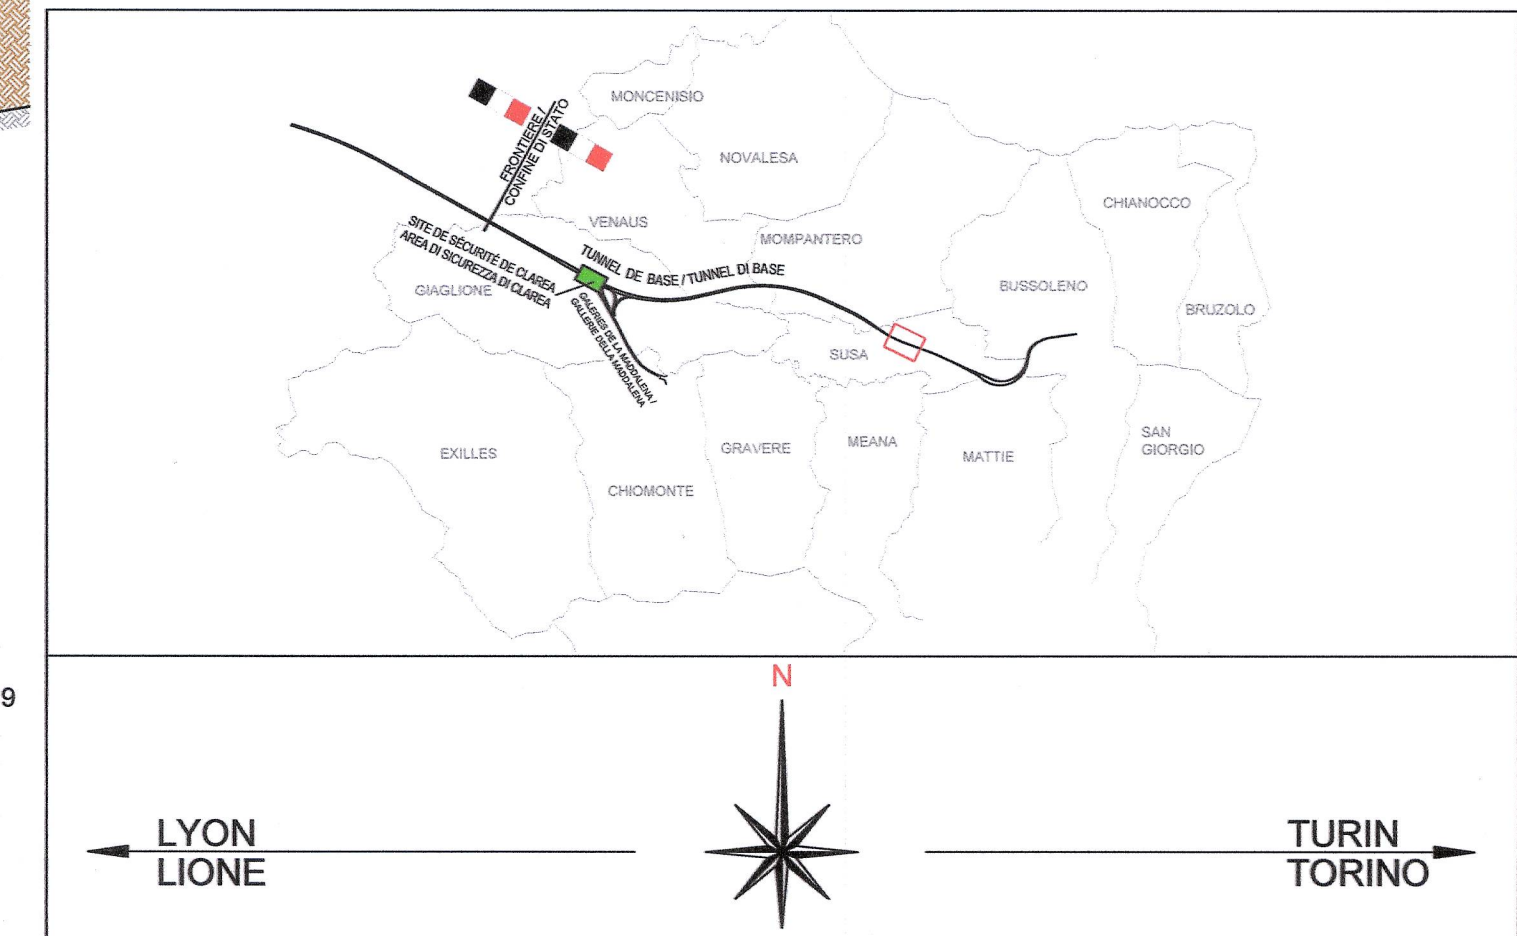 MONCENISIO
FRONTIERE /
CONFINE DI STATO
NOVALESA
CHIANOCCO
VENAUS
MOMPANTERO
SITE DE SÉCURITÉ DE CLAREA
AREA DI SICUREZZA DI CLAREA
TUNNEL DE BASE / TUNNEL DI BASE
GIAGLIONE
BUSSOLENO
BRUZOLO
GALERIES DE LA MADDALENA /
GALLERIE DELLA MADDALENA
SUSA
EXILLES
CHIOMONTE
GRAVERE
MEANA
MATTIE
SAN
GIORGIO
9
N
LYON
LIONE
TURIN
TORINO